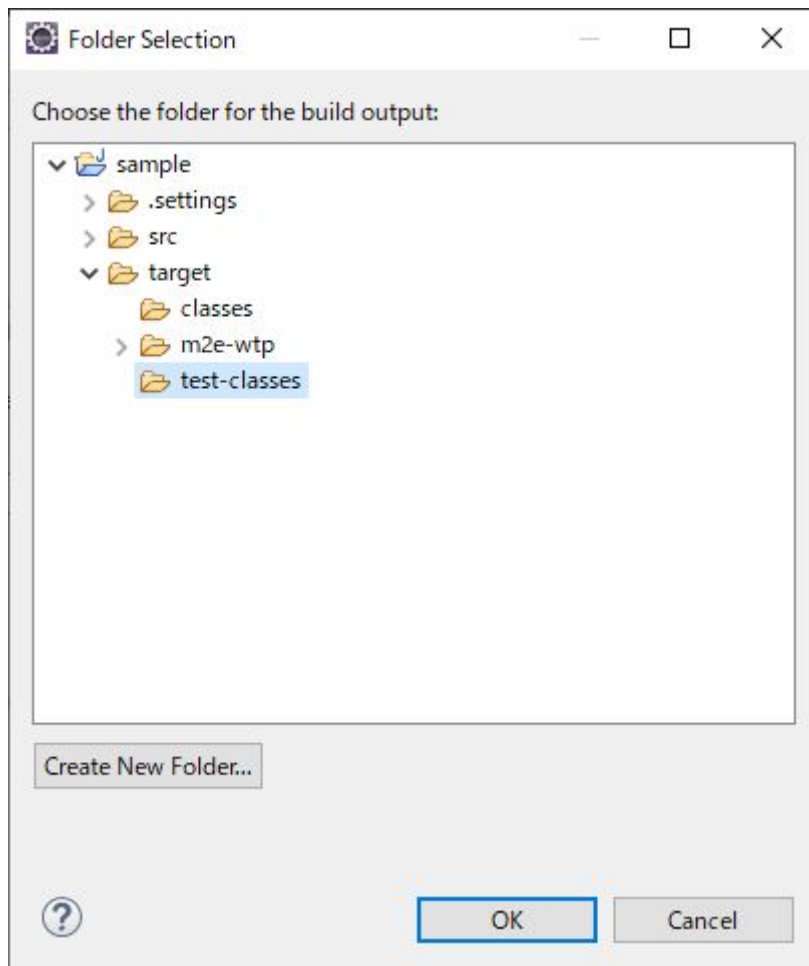 Folder Selection
Choose the folder for the build output:
sample
.settings
src
target
classes
m2e-wtp
test-classes
Create New Folder...
?
OK
Cancel